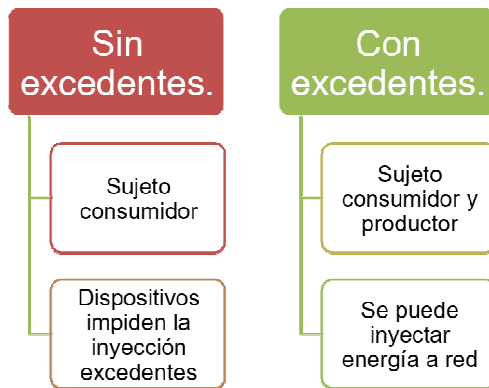 Sin
excedentes.
Sujeto
consumidor
Dispositivos
impiden la
inyección
excedentes
Con
excedentes.
Sujeto
consumidor y
productor
Se puede
inyectar
energía a red